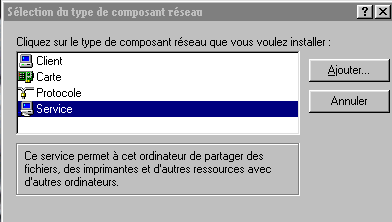 Sélection du type de composant réseau
Cliquez sur le type de composant réseau que vous voulez installer :
Client
Carte
Protocole
Service
Ajouter...
Annuler
Ce service permet à cet ordinateur de partager des
fichiers, des imprimantes et d'autres ressources avec
d'autres ordinateurs.